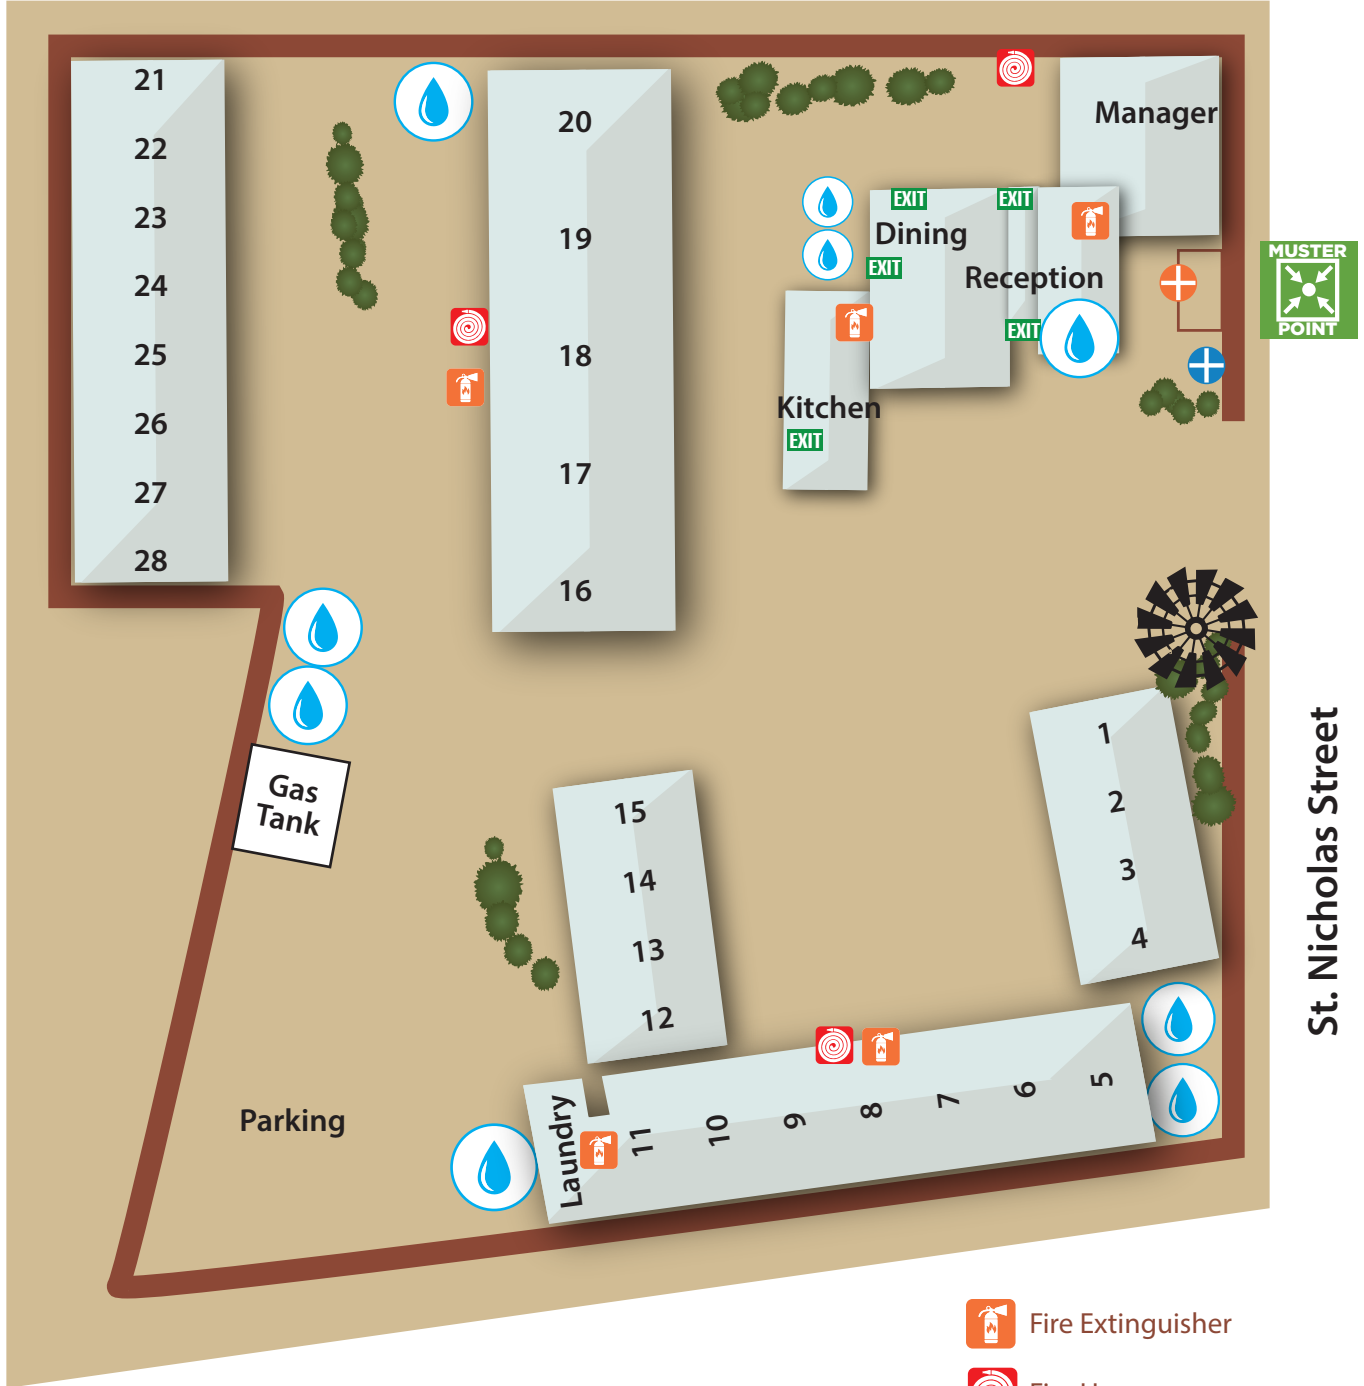 21
22
23
24
25
26
27
28
20
19
18
17
16
Manager
EXIT
EXIT
Dining
EXIT
Reception
EXIT
Kitchen
EXIT
MUSTER
POINT
Gas
Tank
1
2
3
4
15
14
13
12
St. Nicholas Street
Parking
Laundry
11
10
9
8
7
6
5
Fire Extinguisher